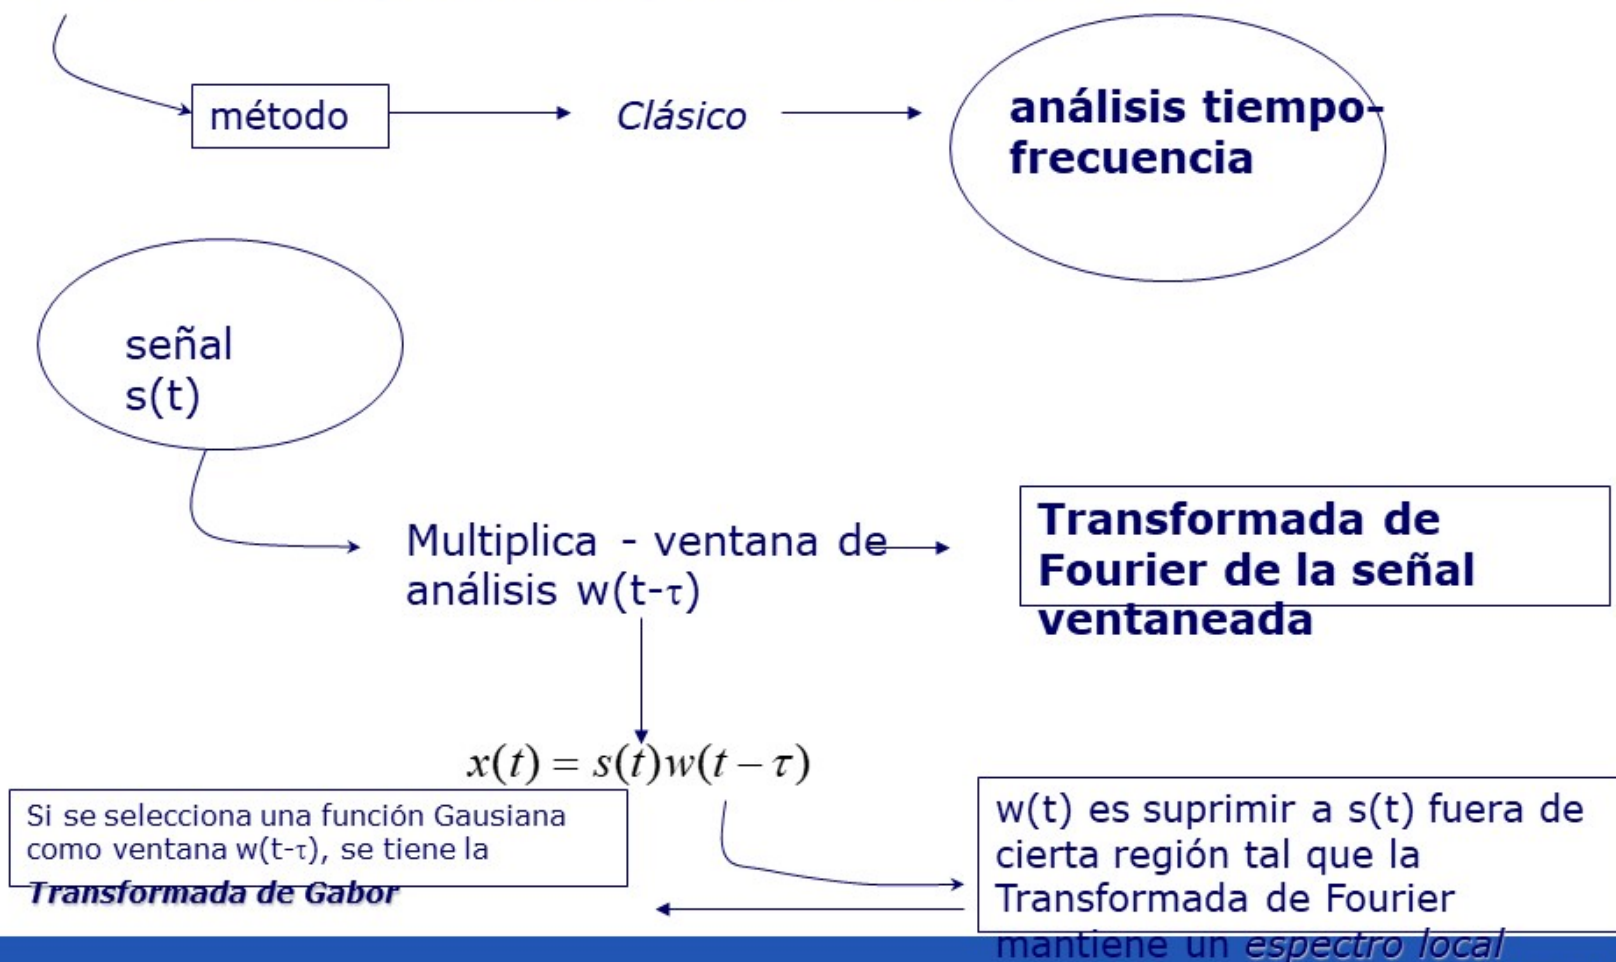 método
Clásico
análisis tiempo-
frecuencia
señal
s(t)
Multiplica - ventana de
análisis w(t-τ)
Transformada de
Fourier de la señal
ventaneada
x(t) = s(t)w(t − τ)
Si se selecciona una función Gausiana
como ventana w(t-τ), se tiene la
Transformada de Gabor
w(t) es suprimir a s(t) fuera de
cierta región tal que la
Transformada de Fourier
mantiene un espectro local